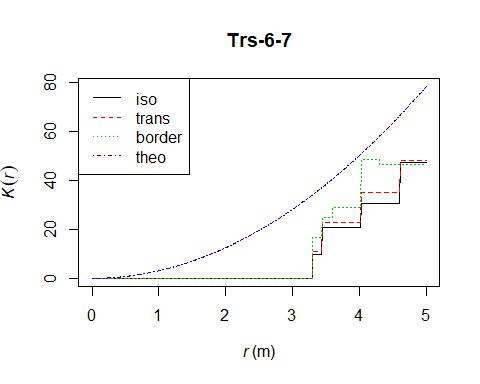 Trs-6-7
iso
trans
border
theo
K(r)
80
60
40
20
0
0 1 2 3 4 5
r (m)